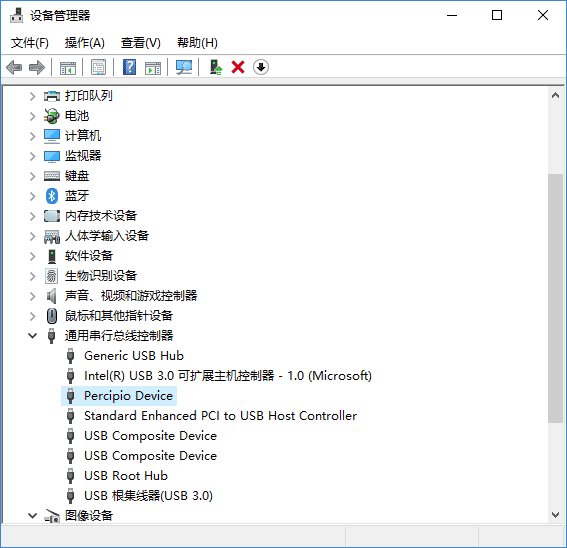 设备管理器
文件(F) 操作(A) 查看(V) 帮助(H)
打印队列
电池
计算机
监视器
键盘
蓝牙
内存技术设备
人体学输入设备
软件设备
生物识别设备
声音、视频和游戏控制器
鼠标和其他指针设备
通用串行总线控制器
Generic USB Hub
Intel(R) USB 3.0 可扩展主机控制器 - 1.0 (Microsoft)
Percipio Device
Standard Enhanced PCI to USB Host Controller
USB Composite Device
USB Composite Device
USB Root Hub
USB 根集线器(USB 3.0)
图像设备